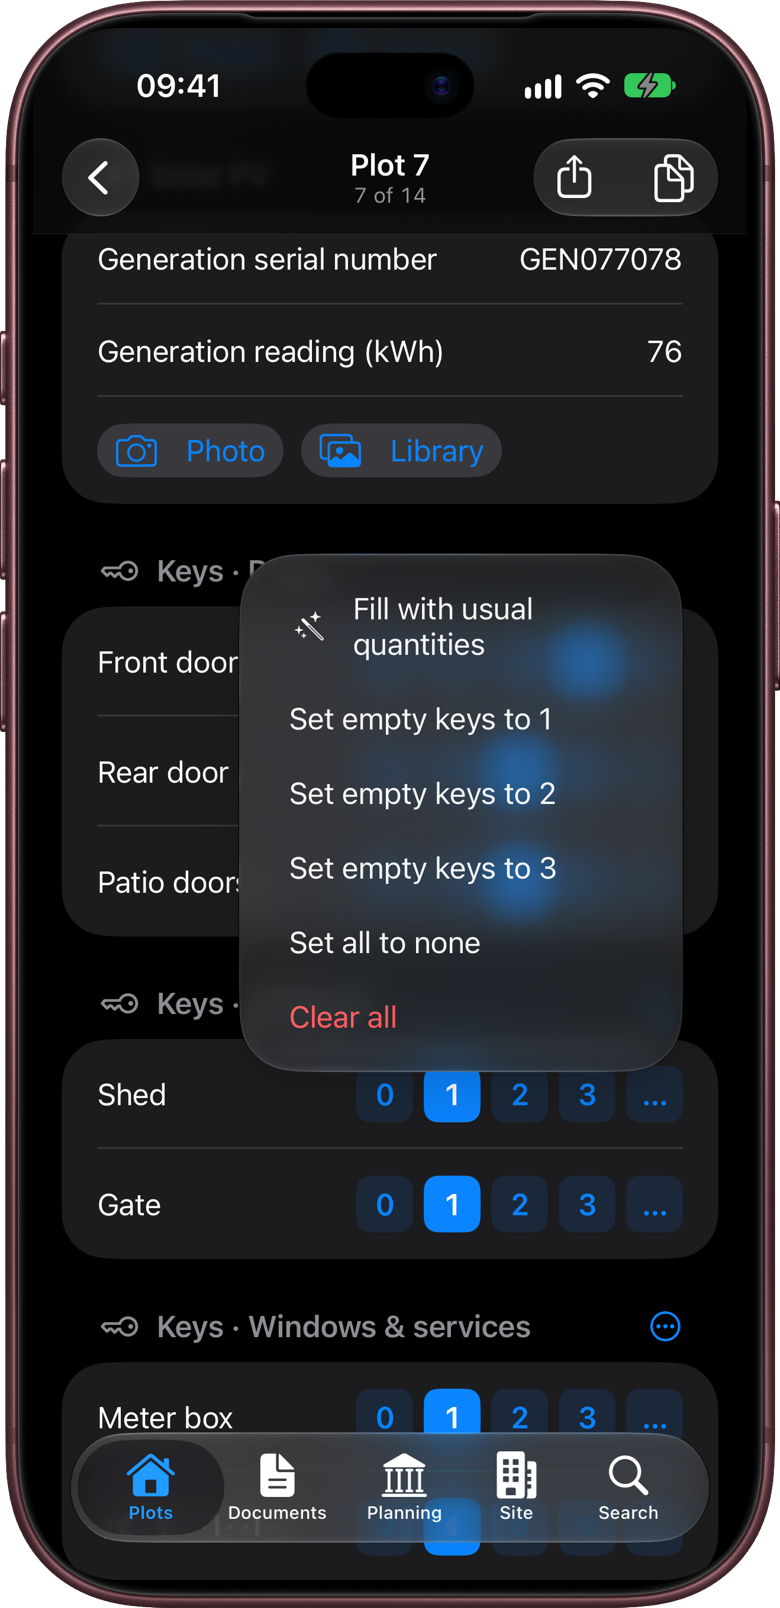 09:41
Plot 7
7 of 14
Generation serial number GEN077078
Generation reading (kWh) 76
Photo Library
Keys ·
Fill with usual
quantities
Front door
Set empty keys to 1
Rear door
Set empty keys to 2
Set empty keys to 3
Patio doors
Set all to none
Keys ·
Clear all
Shed 0 1 2 3 ...
Gate 0 1 2 3 ...
Keys · Windows & services
Meter box 0 1 2 3 ...
Plots Documents Planning Site Search